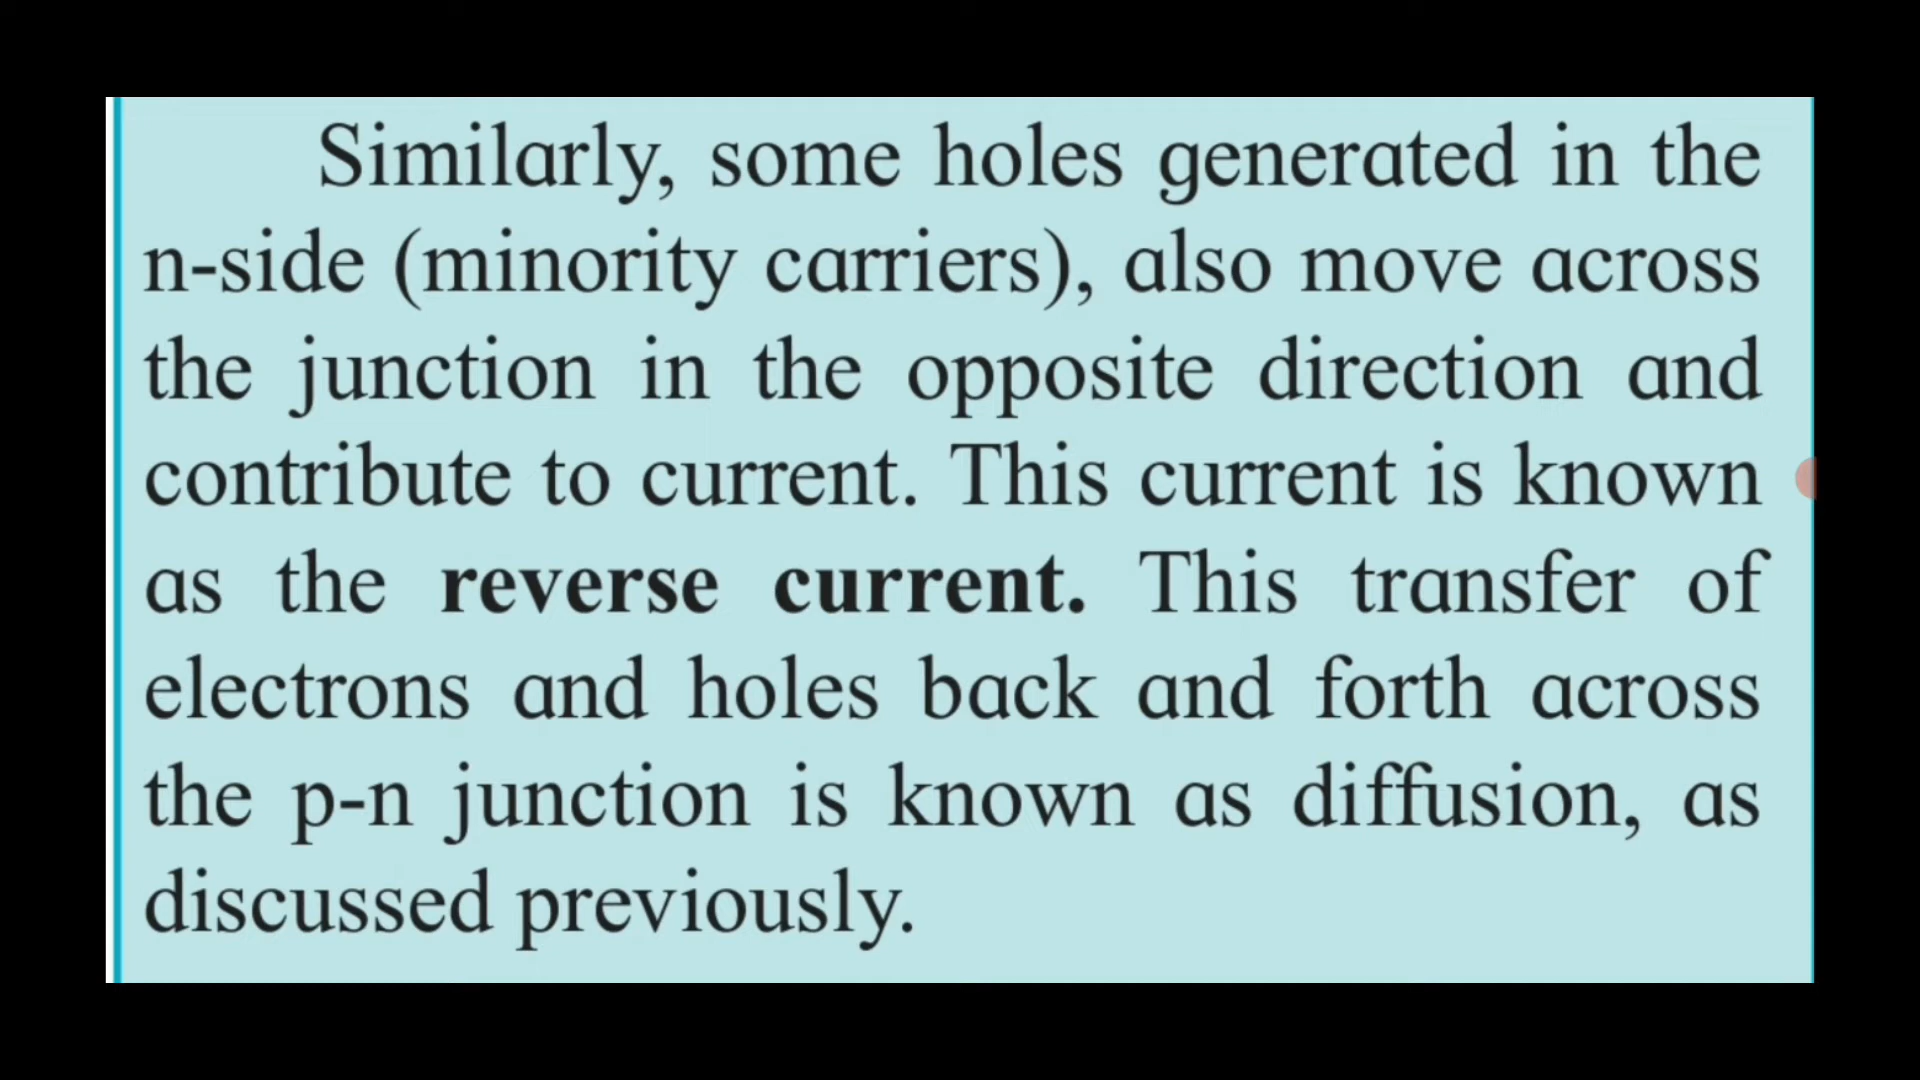 Similarly, some holes generated in the
n-side (minority carriers), also move across
the junction in the opposite direction and
contribute to current. This current is known
as the reverse current. This transfer of
electrons and holes back and forth across
the p-n junction is known as diffusion, as
discussed previously.